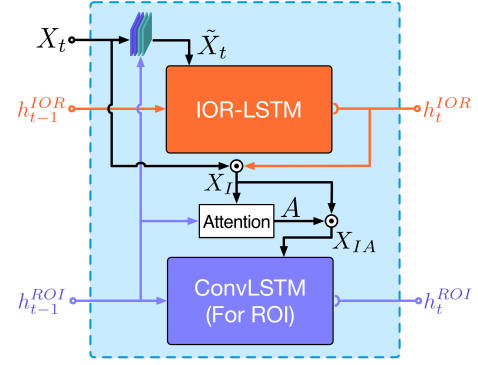 X_t
\tilde{X}_t
h_{t-1}^{IOR}
IOR-LSTM
h_t^{IOR}
X_I
Attention
A
X_{IA}
h_{t-1}^{ROI}
ConvLSTM
(For ROI)
h_t^{ROI}